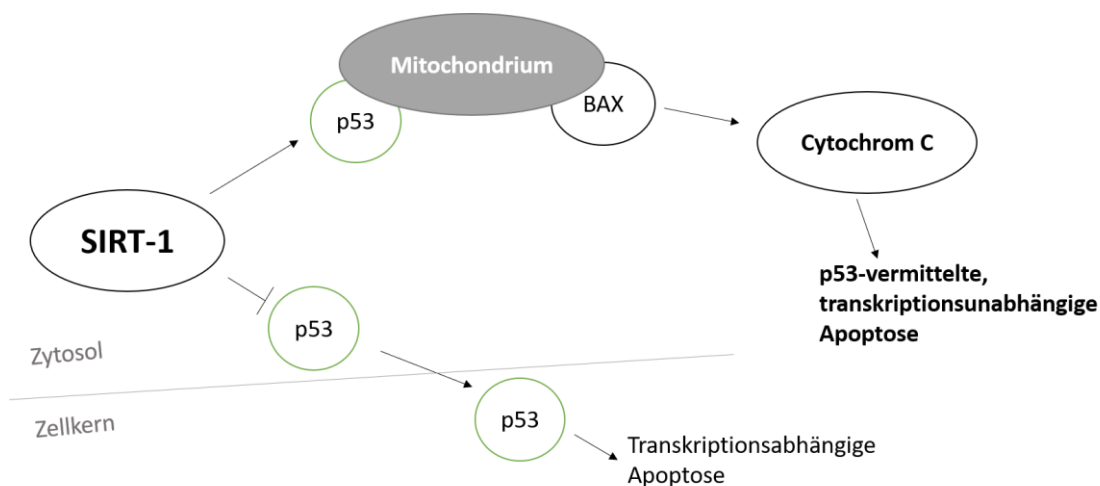 Mitochondrium
p53
BAX
Cytochrom C
SIRT-1
p53-vermittelte,
transkriptionsunabhängige
Apoptose
p53
Zytosol
Zellkern
p53
Transkriptionsabhängige
Apoptose